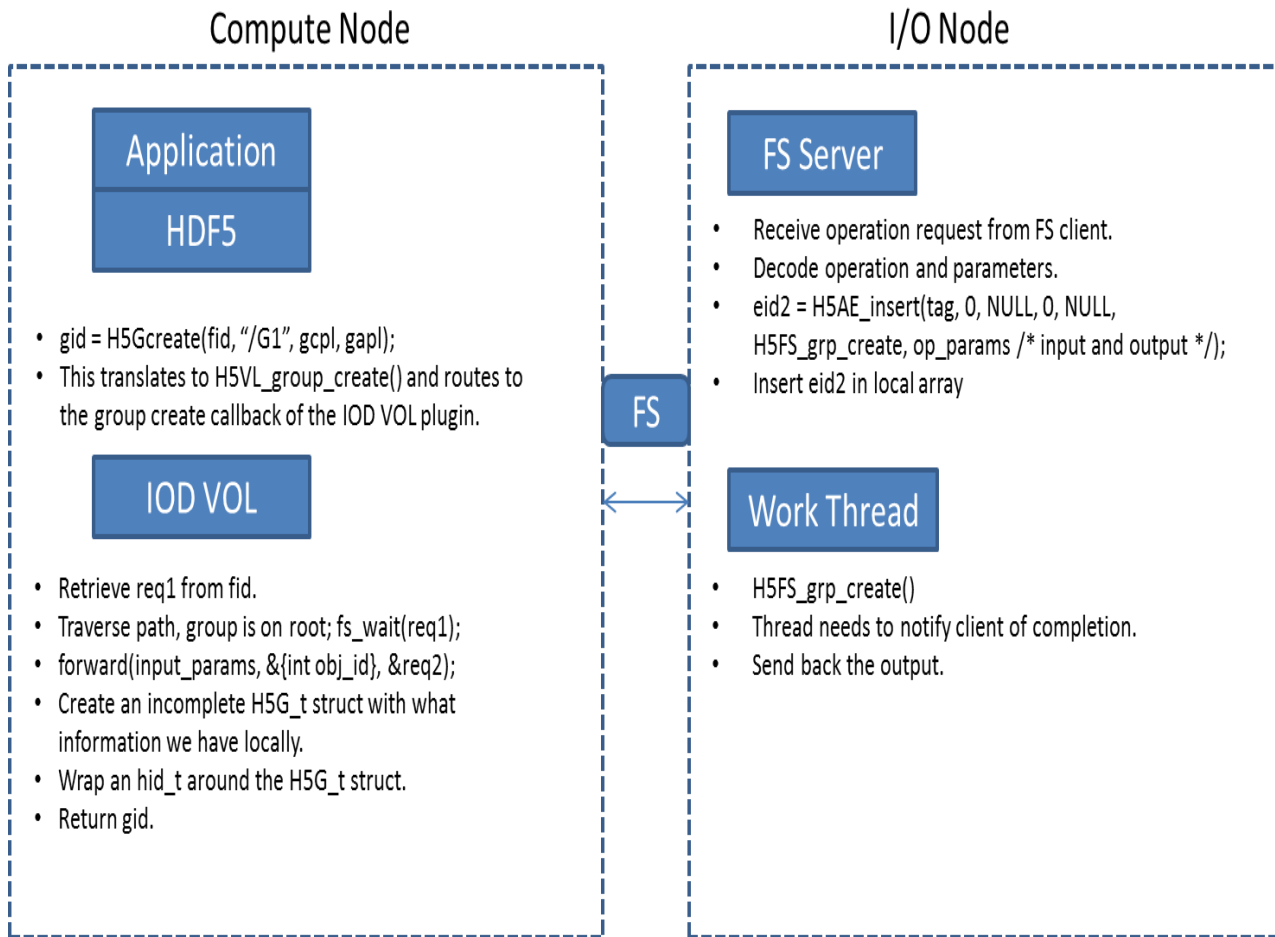 Compute Node
Application
HDF5
• gid = H5Gcreate(fid, “/G1”, gcpl, gapl);
• This translates to H5VL_group_create() and routes to
the group create callback of the IOD VOL plugin.
IOD VOL
• Retrieve req1 from fid.
• Traverse path, group is on root; fs_wait(req1);
• forward(input_params, &{int obj_id}, &req2);
• Create an incomplete H5G_t struct with what
information we have locally.
• Wrap an hid_t around the H5G_t struct.
• Return gid.
FS
I/O Node
FS Server
• Receive operation request from FS client.
• Decode operation and parameters.
• eid2 = H5AE_insert(tag, 0, NULL, 0, NULL,
H5FS_grp_create, op_params /* input and output */);
• Insert eid2 in local array
Work Thread
• H5FS_grp_create()
• Thread needs to notify client of completion.
• Send back the output.